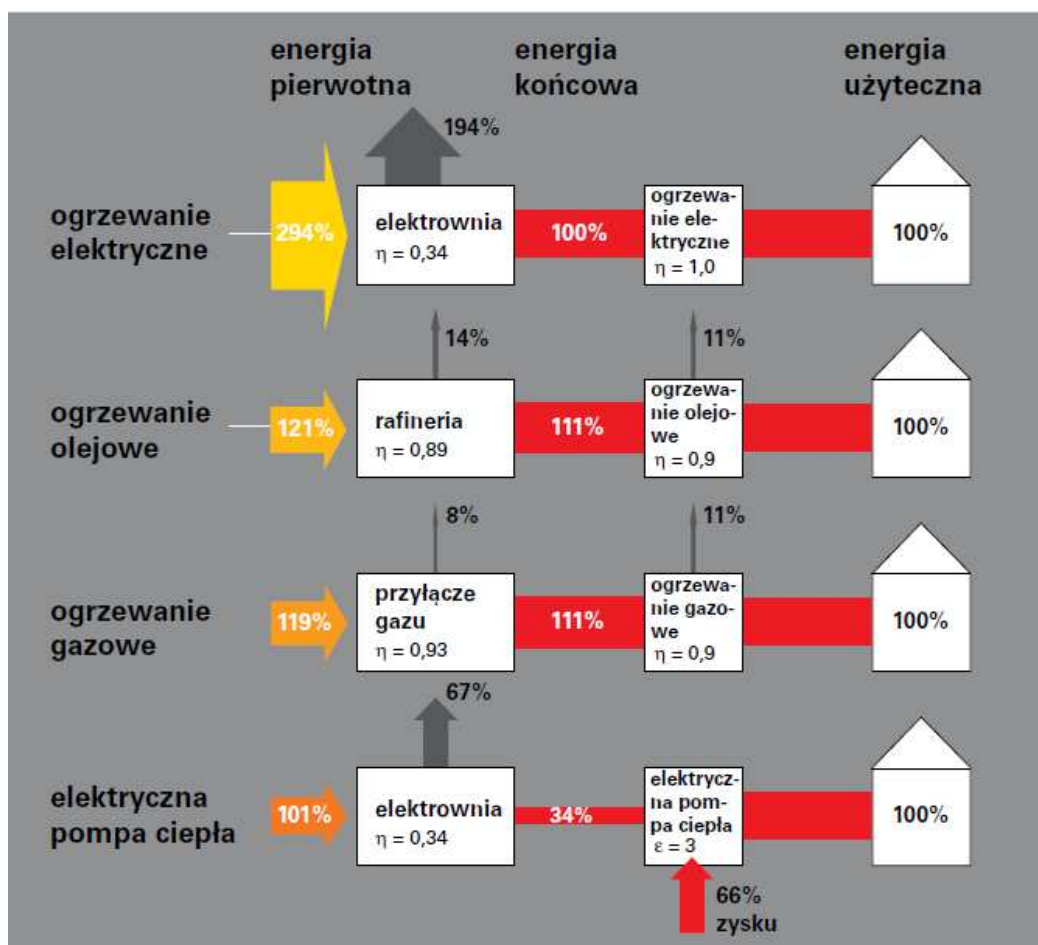 energia
pierwotna
energia
końcowa
energia
użyteczna
194%
ogrzewanie
elektryczne
294%
elektrownia
η = 0,34
100%
ogrzewa-
nie ele-
ktryczne
η = 1,0
100%
14%
11%
ogrzewanie
olejowe
121%
rafineria
η = 0,89
111%
ogrzewa-
nie olejo-
we
η = 0,9
100%
8%
11%
ogrzewanie
gazowe
119%
przyłącze
gazu
η = 0,93
111%
ogrzewa-
nie gazo-
we
η = 0,9
100%
67%
elektryczna
pompa ciepła
101%
elektrownia
η = 0,34
34%
elektrycz-
na pom-
pa ciepła
ε = 3
100%
66%
zysku